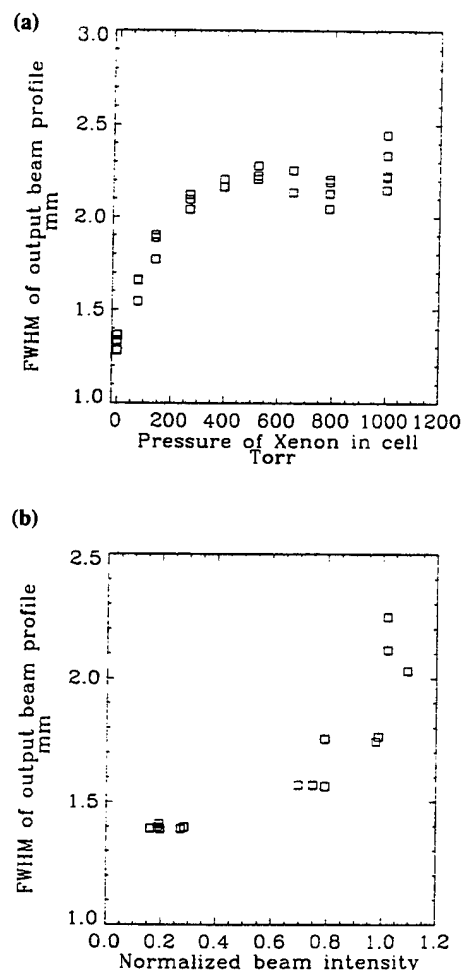 (a)
3.0
2.5
2.0
1.5
1.0
FWHM of output beam profile
mm
0 200 400 600 800 1000 1200
Pressure of Xenon in cell
Torr
(b)
2.5
2.0
1.5
1.0
FWHM of output beam profile
mm
0.0 0.2 0.4 0.6 0.8 1.0 1.2
Normalized beam intensity